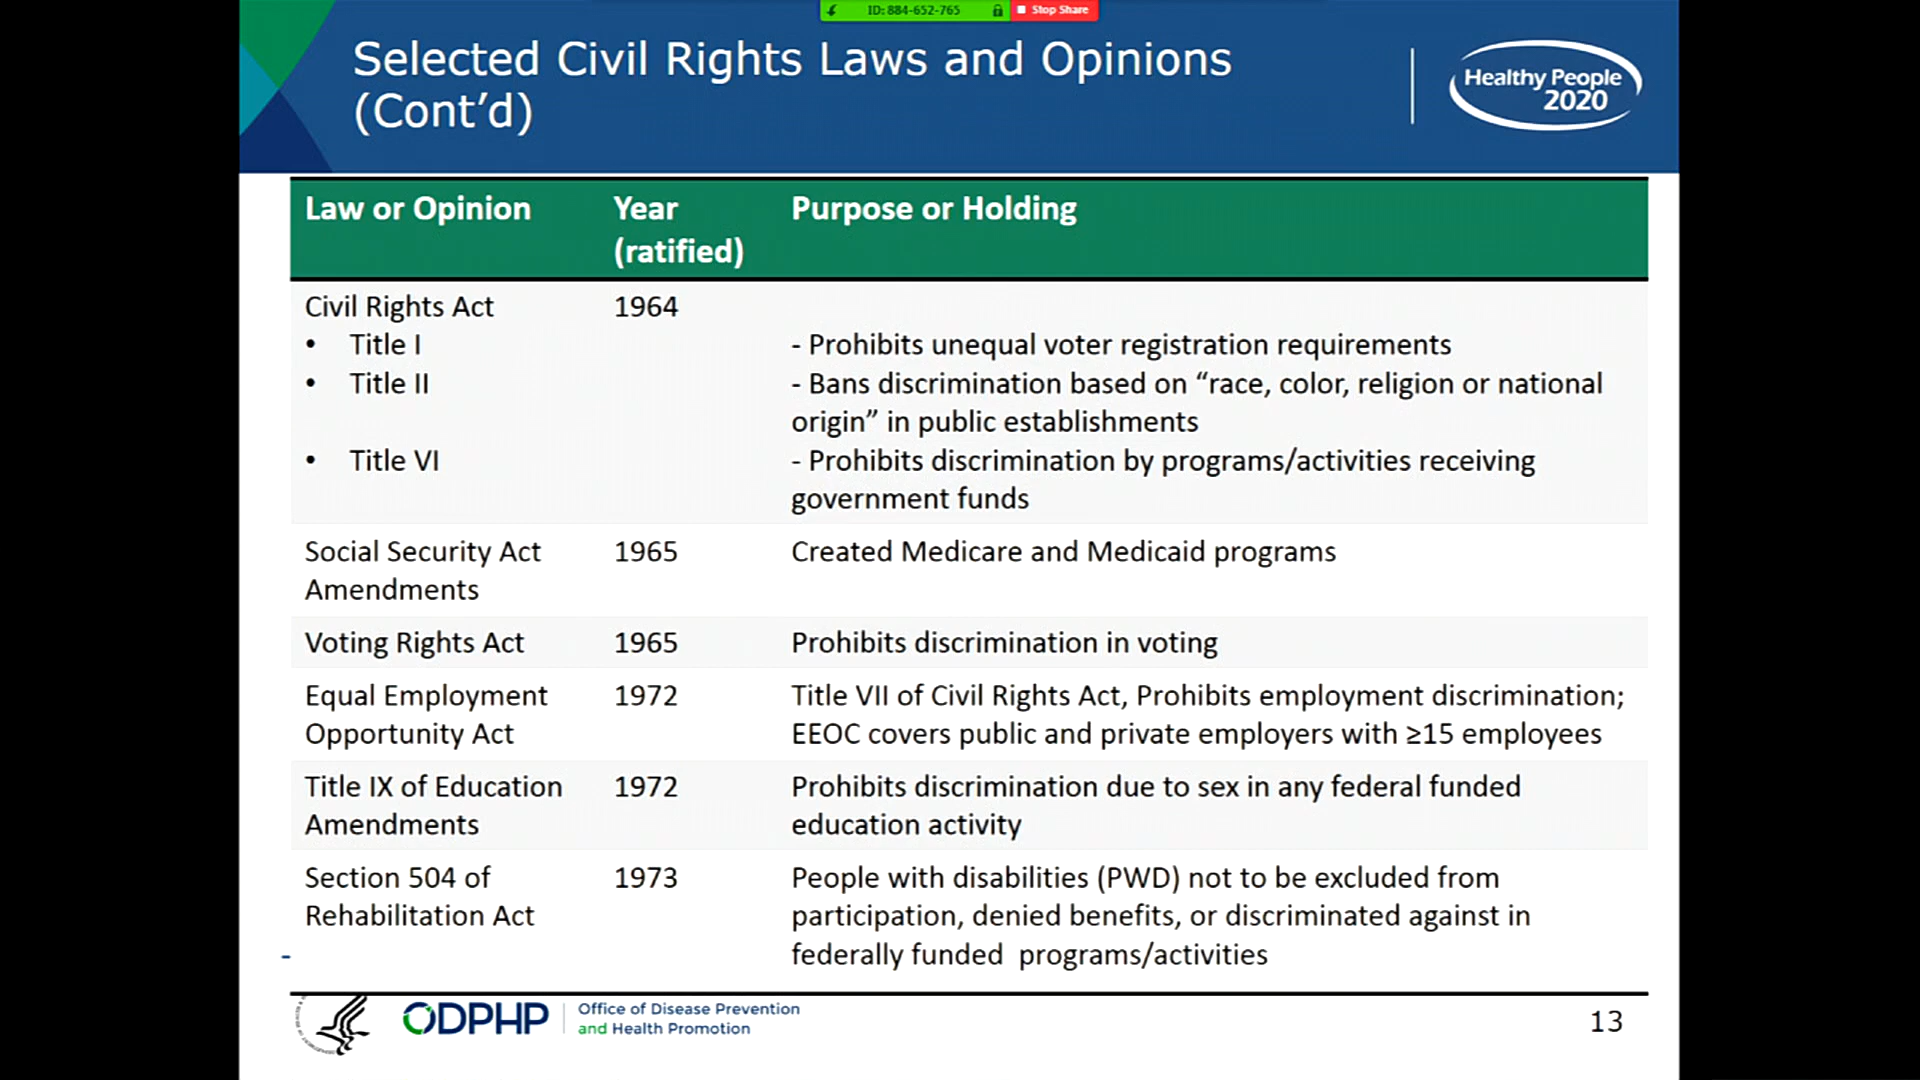 ID: 884-652-765
Stop Share
Selected Civil Rights Laws and Opinions
(Cont’d)
Healthy People
2020
Law or Opinion
Year
(ratified)
Purpose or Holding
Civil Rights Act
1964
• Title I
- Prohibits unequal voter registration requirements
• Title II
- Bans discrimination based on “race, color, religion or national
origin” in public establishments
• Title VI
- Prohibits discrimination by programs/activities receiving
government funds
Social Security Act
Amendments
1965
Created Medicare and Medicaid programs
Voting Rights Act
1965
Prohibits discrimination in voting
Equal Employment
Opportunity Act
1972
Title VII of Civil Rights Act, Prohibits employment discrimination;
EEOC covers public and private employers with ≥15 employees
Title IX of Education
Amendments
1972
Prohibits discrimination due to sex in any federal funded
education activity
Section 504 of
Rehabilitation Act
1973
People with disabilities (PWD) not to be excluded from
participation, denied benefits, or discriminated against in
federally funded programs/activities
-
ODPHP
Office of Disease Prevention
and Health Promotion
13